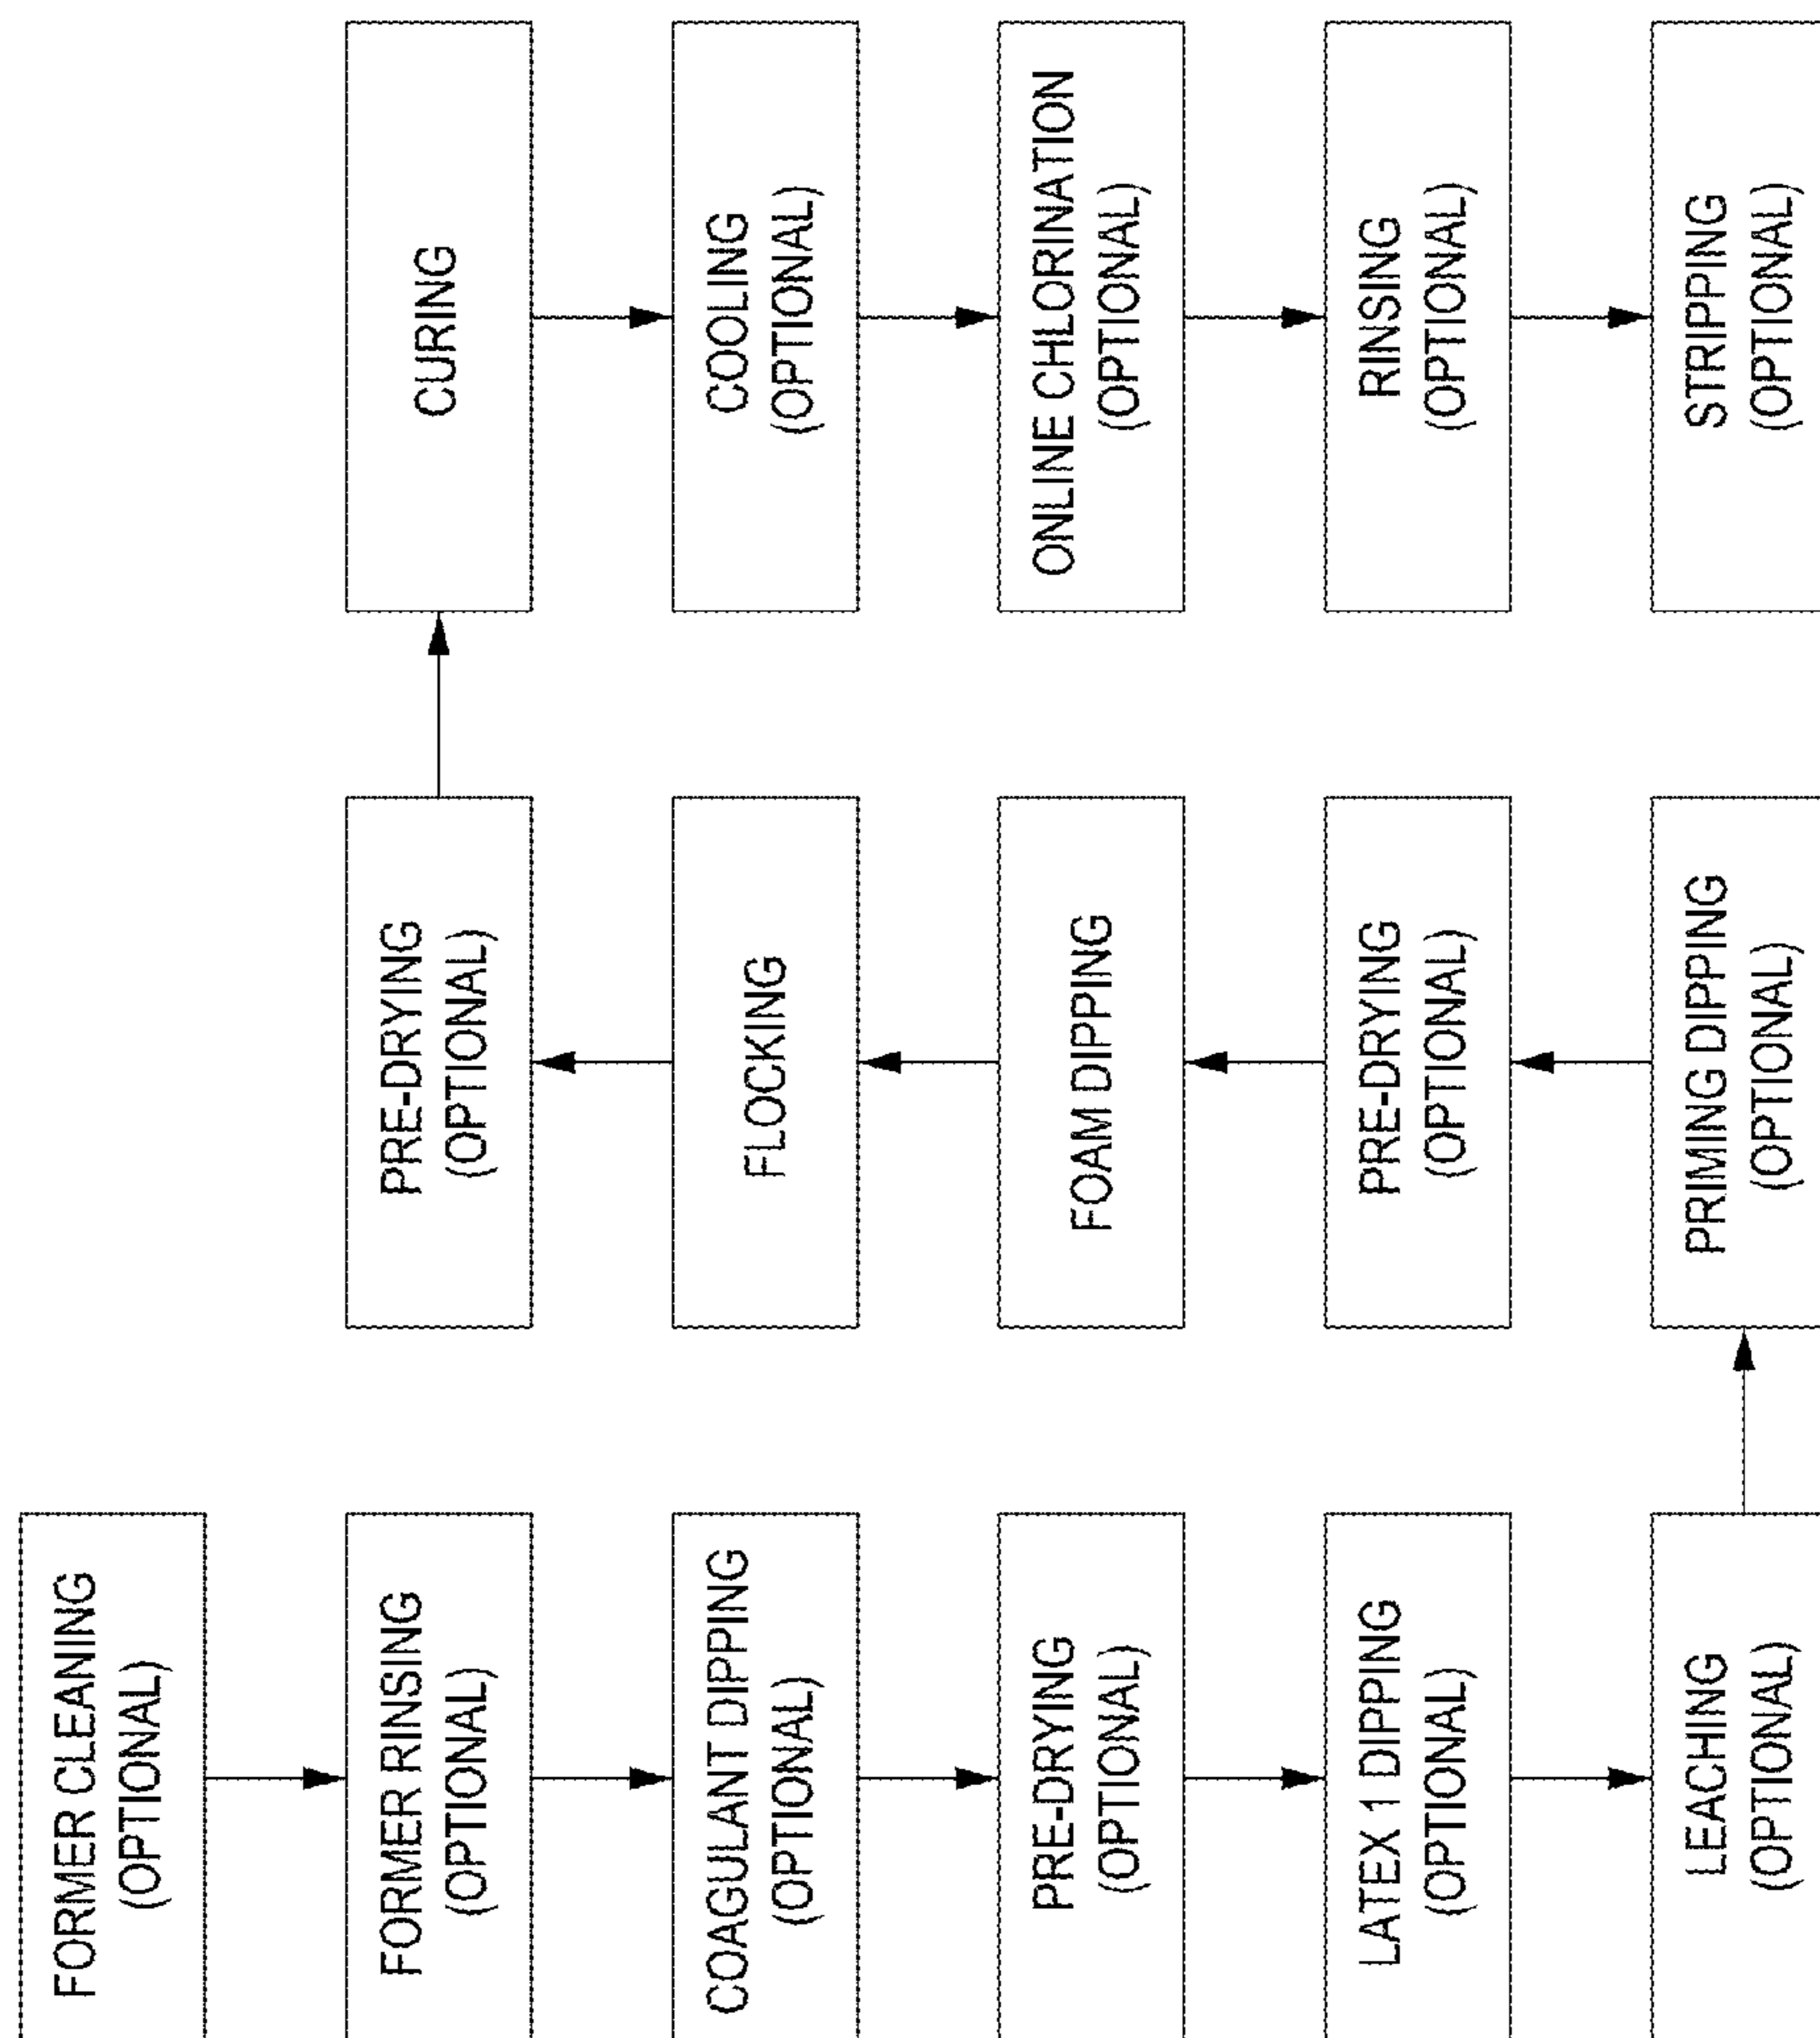 FORMER CLEANING
(OPTIONAL)
FORMER RINSING
(OPTIONAL)
COAGULANT DIPPING
(OPTIONAL)
PRE-DRYING
(OPTIONAL)
LATEX 1 DIPPING
(OPTIONAL)
LEACHING
(OPTIONAL)
PRIMING DIPPING
(OPTIONAL)
PRE-DRYING
(OPTIONAL)
FOAM DIPPING
FLOCKING
PRE-DRYING
(OPTIONAL)
CURING
COOLING
(OPTIONAL)
ONLINE CHLORINATION
(OPTIONAL)
RINSING
(OPTIONAL)
STRIPPING
(OPTIONAL)